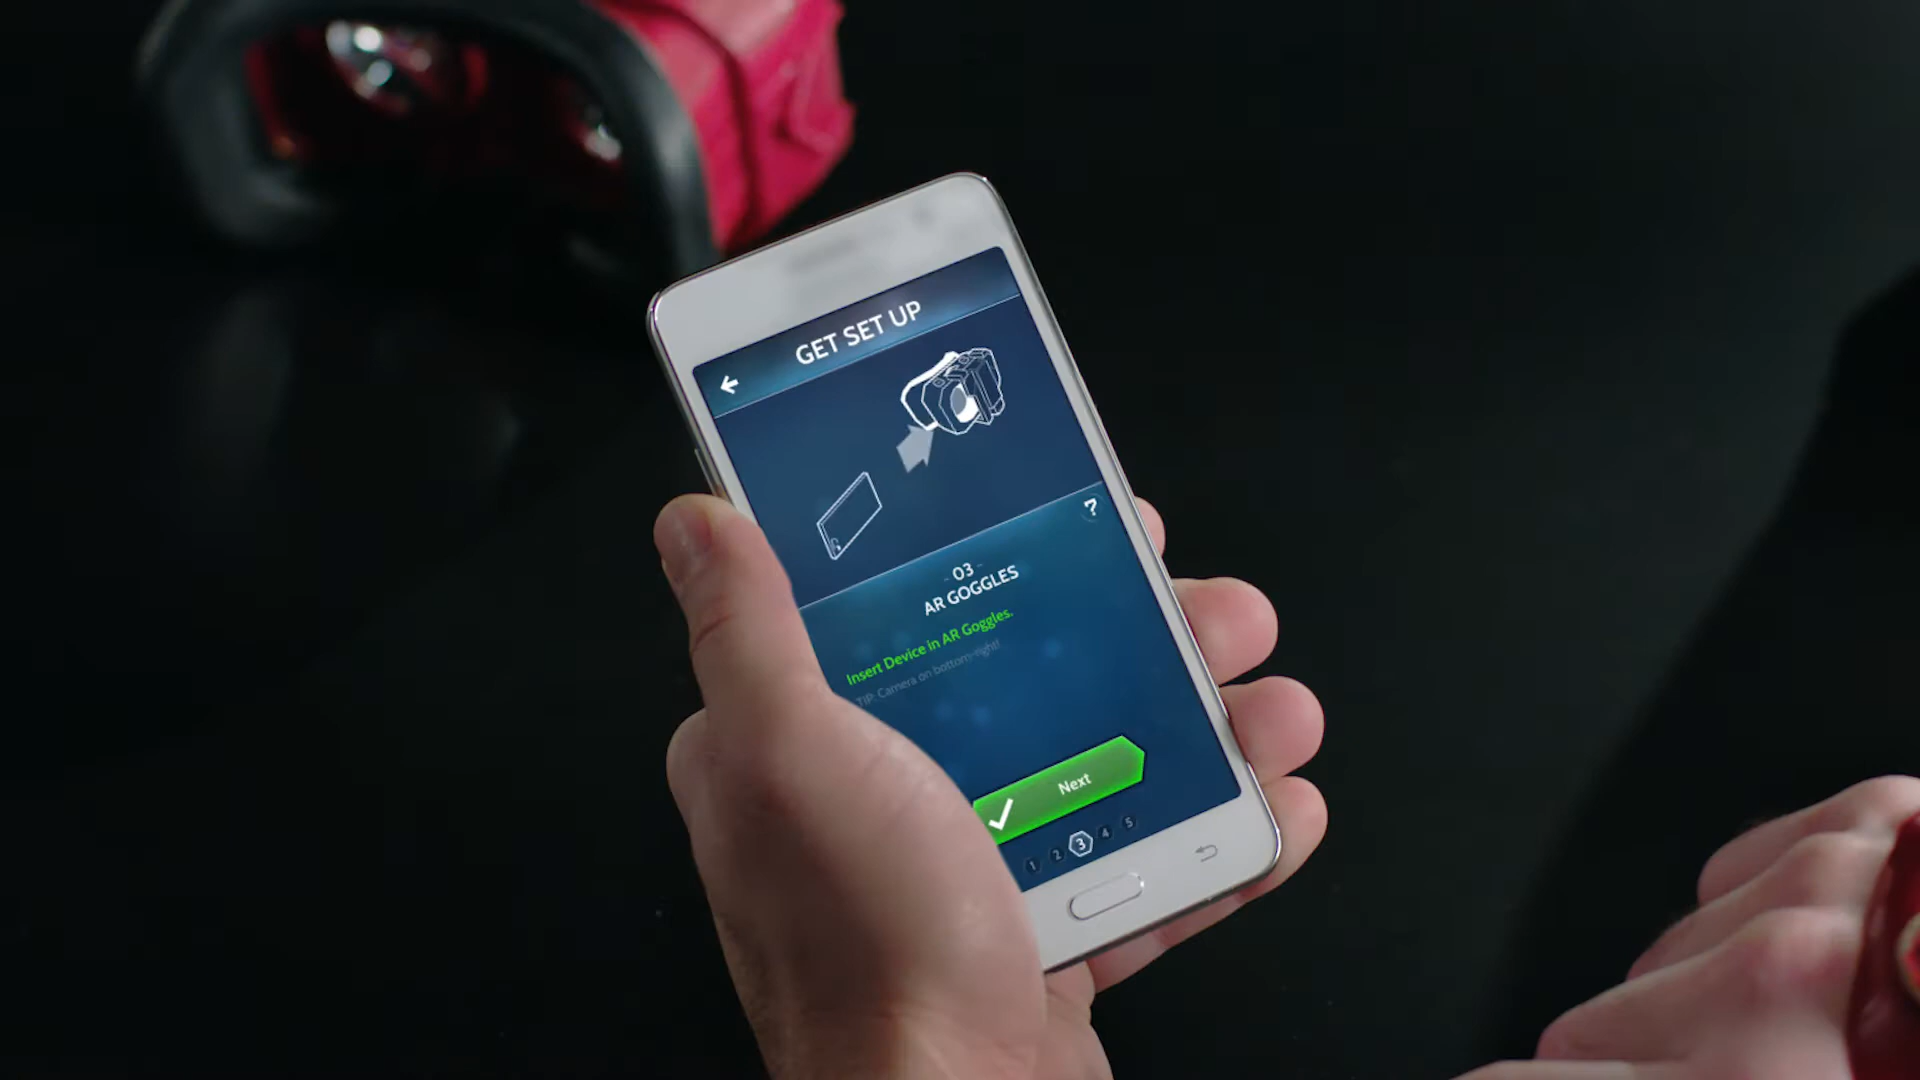 GET SET UP
?
03
AR GOGGLES
Insert Device in AR Goggles.
TIP: Camera on bottom-right!
Next
1 2 3 4 5